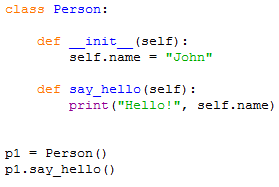 class Person:
    def __init__(self):
        self.name = "John"
    def say_hello(self):
        print("Hello!", self.name)
p1 = Person()
p1.say_hello()